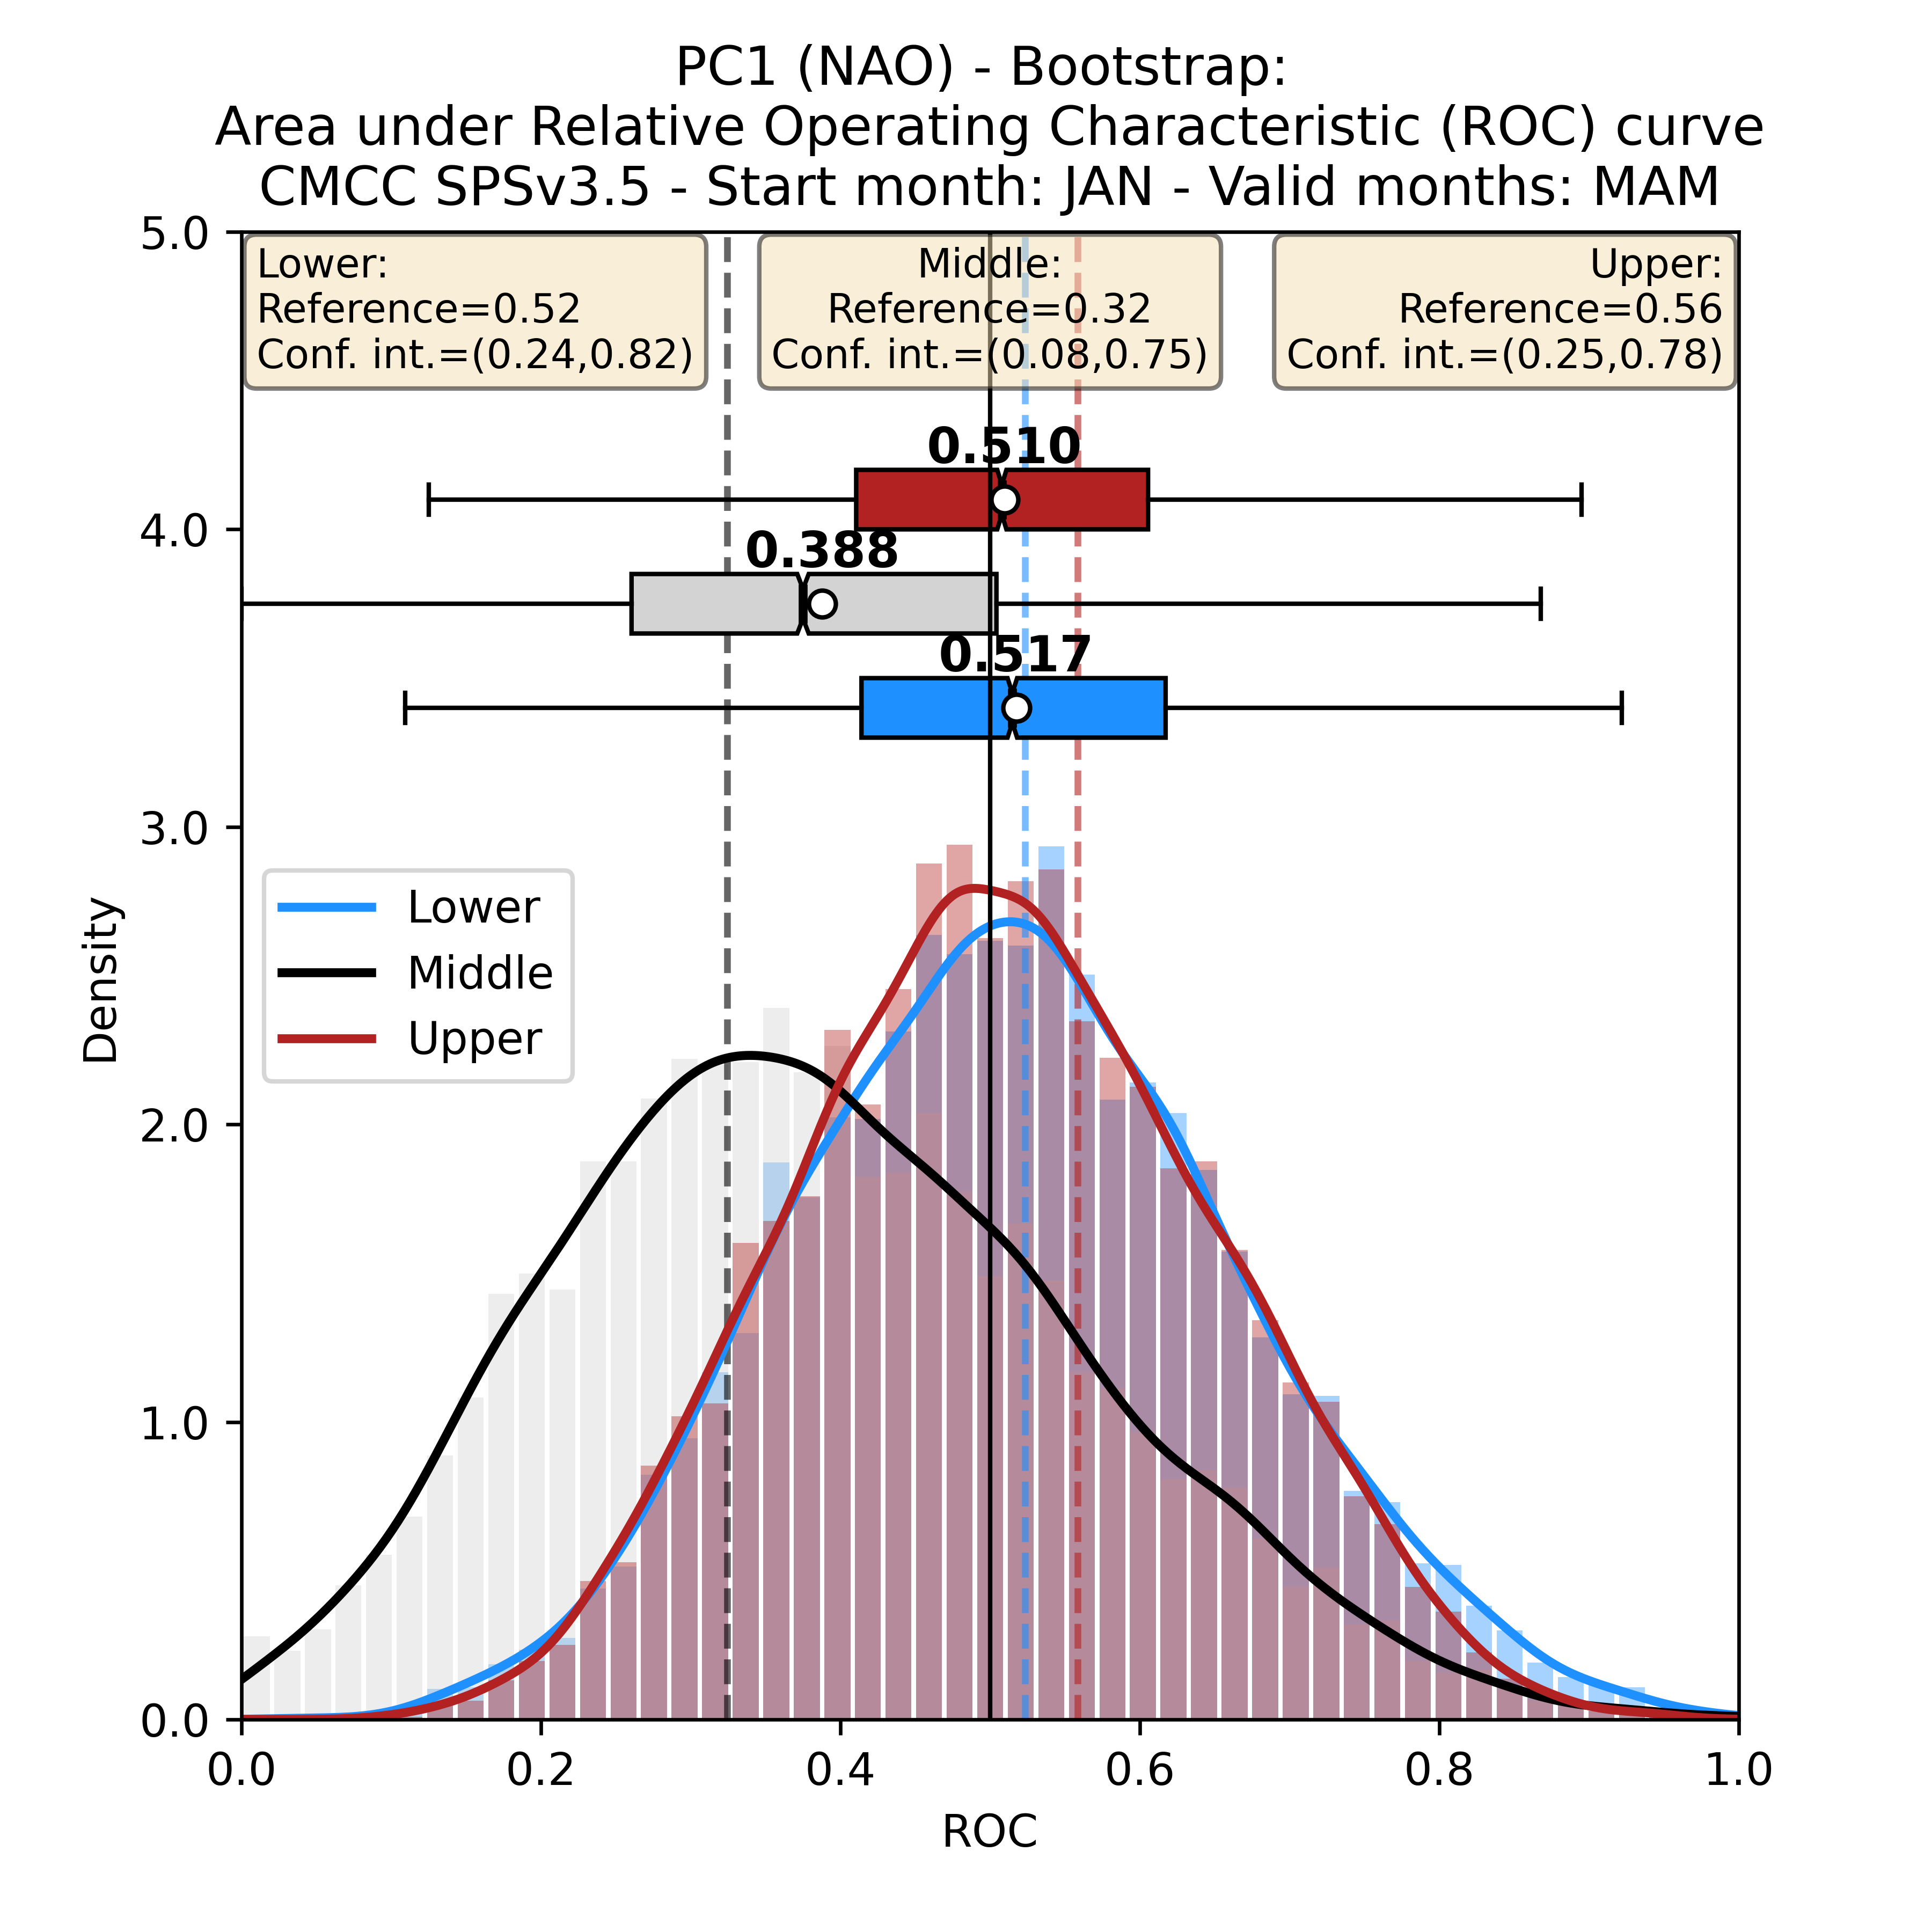 PC1 (NAO) - Bootstrap:
Area under Relative Operating Characteristic (ROC) curve
CMCC SPSv3.5 - Start month: JAN - Valid months: MAM
5.0
Lower:
Reference=0.52
Conf. int.=(0.24,0.82)
Middle:
Reference=0.32
Conf. int.=(0.08,0.75)
Upper:
Reference=0.56
Conf. int.=(0.25,0.78)
0.510
4.0
0.388
0.517
3.0
Lower
Middle
Upper
Density
2.0
1.0
0.0
0.0
0.2
0.4
0.6
0.8
1.0
ROC